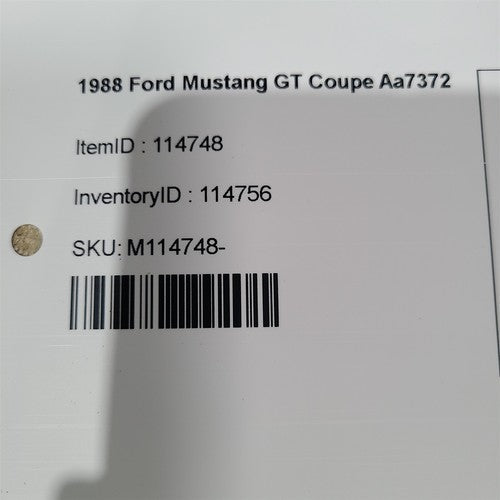 1988 Ford Mustang GT Coupe Aa7372
ItemID : 114748
InventoryID : 114756
SKU: M114748-